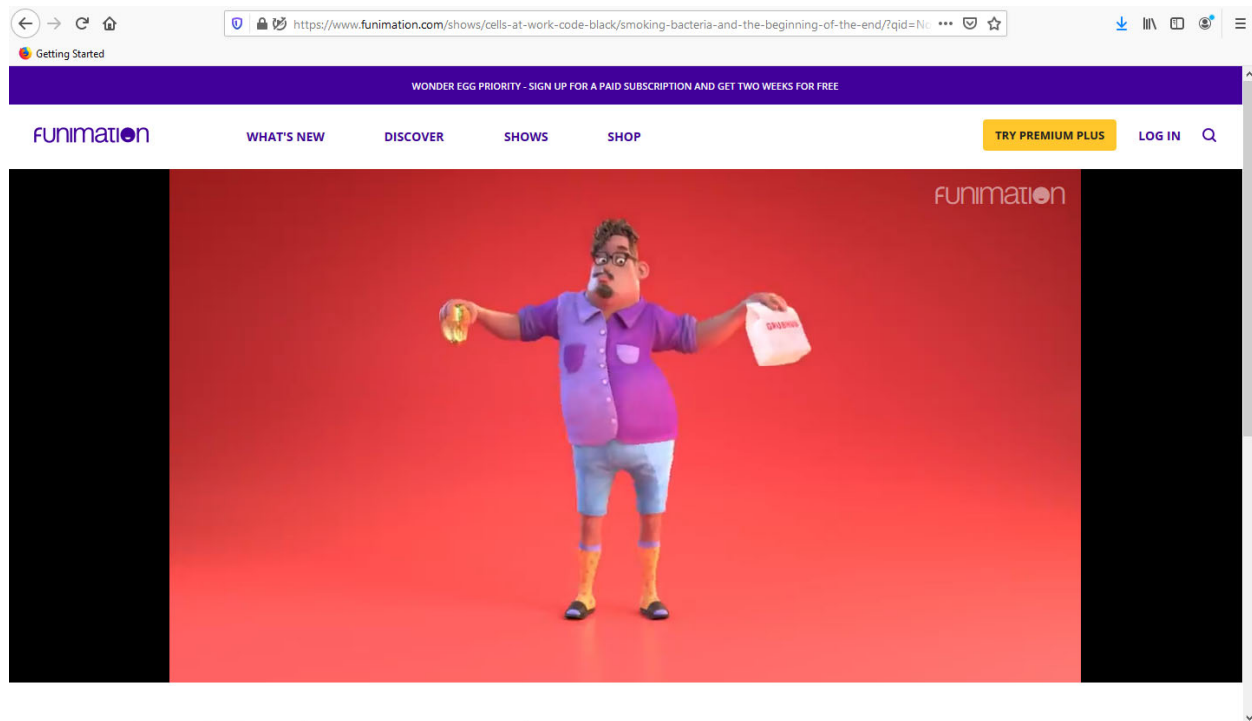 https://www.funimation.com/shows/cells-at-work-code-black/smoking-bacteria-and-the-beginning-of-the-end/?qid=No
Getting Started
WONDER EGG PRIORITY - SIGN UP FOR A PAID SUBSCRIPTION AND GET TWO WEEKS FOR FREE
FUNIMATION WHAT'S NEW DISCOVER SHOWS SHOP TRY PREMIUM PLUS LOG IN
FUNIMATION
GRUBHUB